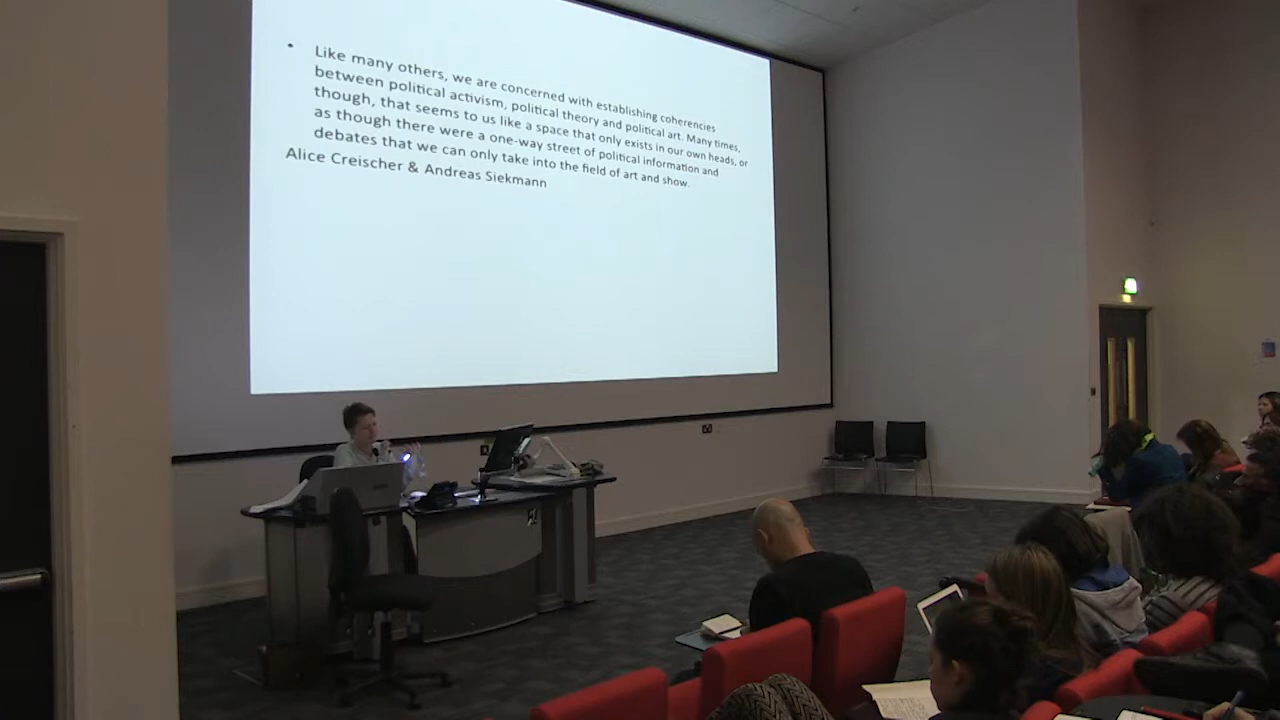 • Like many others, we are concerned with establishing coherencies
between political activism, political theory and political art. Many times,
though, that seems to us like a space that only exists in our own heads, or
as though there were a one-way street of political information and
debates that we can only take into the field of art and show.
Alice Creischer & Andreas Siekmann